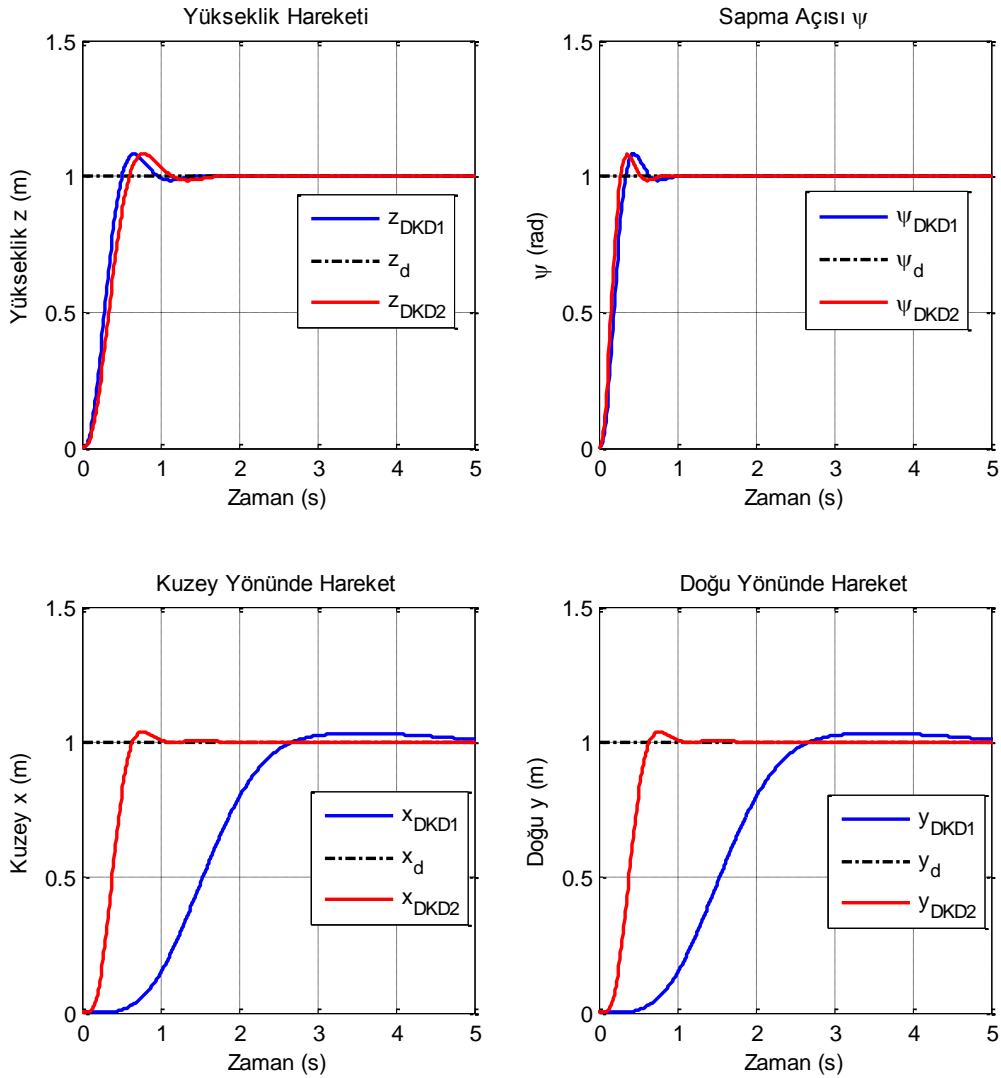 Yükseklik Hareketi
Yükseklik z (m)
1.5
1
0.5
0
0 1 2 3 4 5
Zaman (s)
z_DKD1
z_d
z_DKD2
Sapma Açısı ψ
ψ (rad)
1.5
1
0.5
0
0 1 2 3 4 5
Zaman (s)
ψ_DKD1
ψ_d
ψ_DKD2
Kuzey Yönünde Hareket
Kuzey x (m)
1.5
1
0.5
0
0 1 2 3 4 5
Zaman (s)
x_DKD1
x_d
x_DKD2
Doğu Yönünde Hareket
Doğu y (m)
1.5
1
0.5
0
0 1 2 3 4 5
Zaman (s)
y_DKD1
y_d
y_DKD2